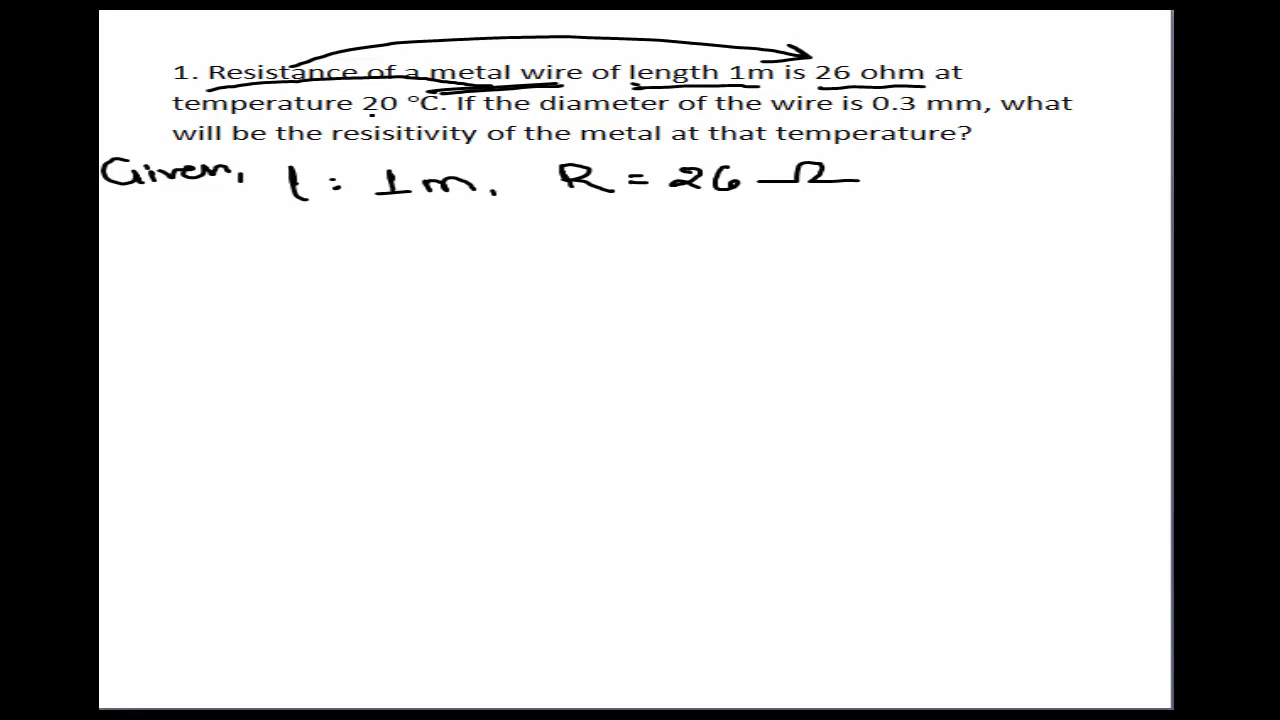 1. Resistance of a metal wire of length 1m is 26 ohm at
temperature 20 °C. If the diameter of the wire is 0.3 mm, what
will be the resisitivity of the metal at that temperature?
Given, l = 1m, R = 26 Ω